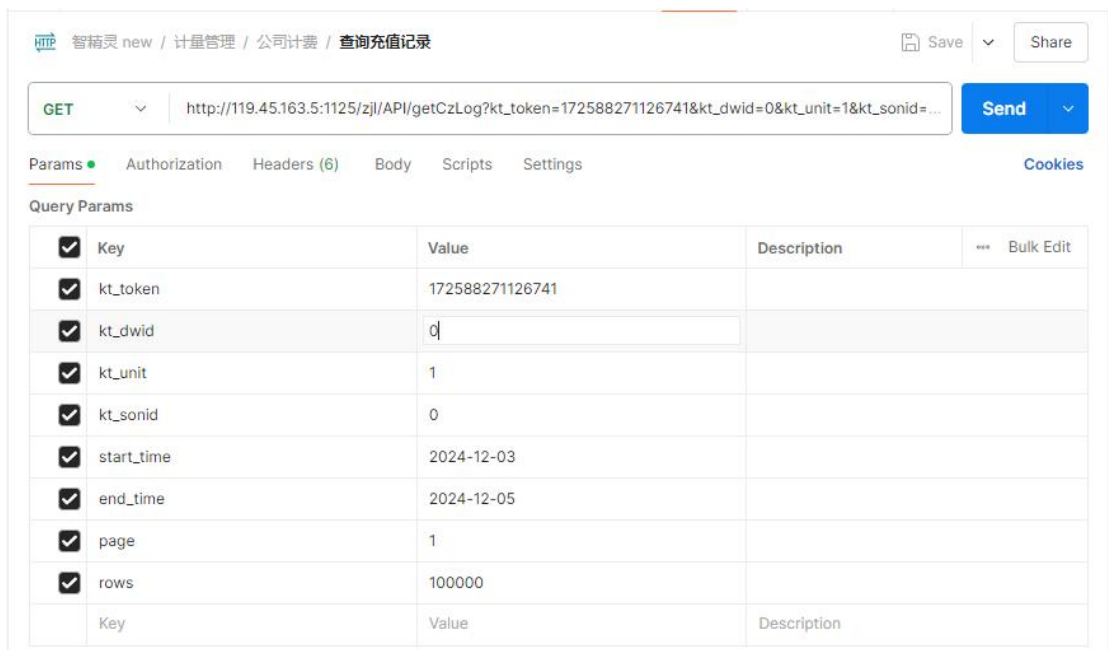 HTTP 智精灵 new / 计量管理 / 公司计费 / 查询充值记录 Save Share
GET http://119.45.163.5:1125/zjl/API/getCzLog?kt_token=172588271126741&kt_dwid=0&kt_unit=1&kt_sonid=... Send
Params Authorization Headers (6) Body Scripts Settings Cookies
Query Params
Key Value Description Bulk Edit
kt_token 172588271126741
kt_dwid 0
kt_unit 1
kt_sonid 0
start_time 2024-12-03
end_time 2024-12-05
page 1
rows 100000
Key Value Description